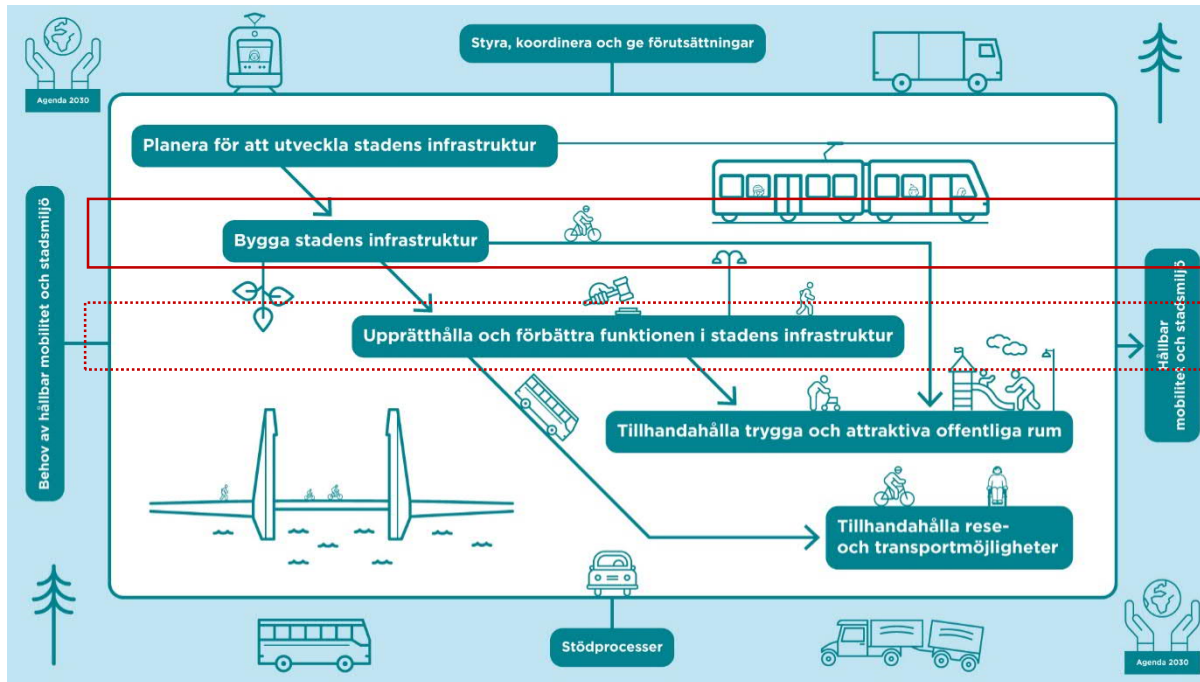 Styra, koordinera och ge förutsättningar
Agenda 2030
Planera för att utveckla stadens infrastruktur
Behov av hållbar mobilitet och stadsmiljö
Bygga stadens infrastruktur
Upprätthålla och förbättra funktionen i stadens infrastruktur
Hållbar
mobilitet och stadsmiljö
Tillhandahålla trygga och attraktiva offentliga rum
Tillhandahålla rese-
och transportmöjligheter
Stödprocesser
Agenda 2030